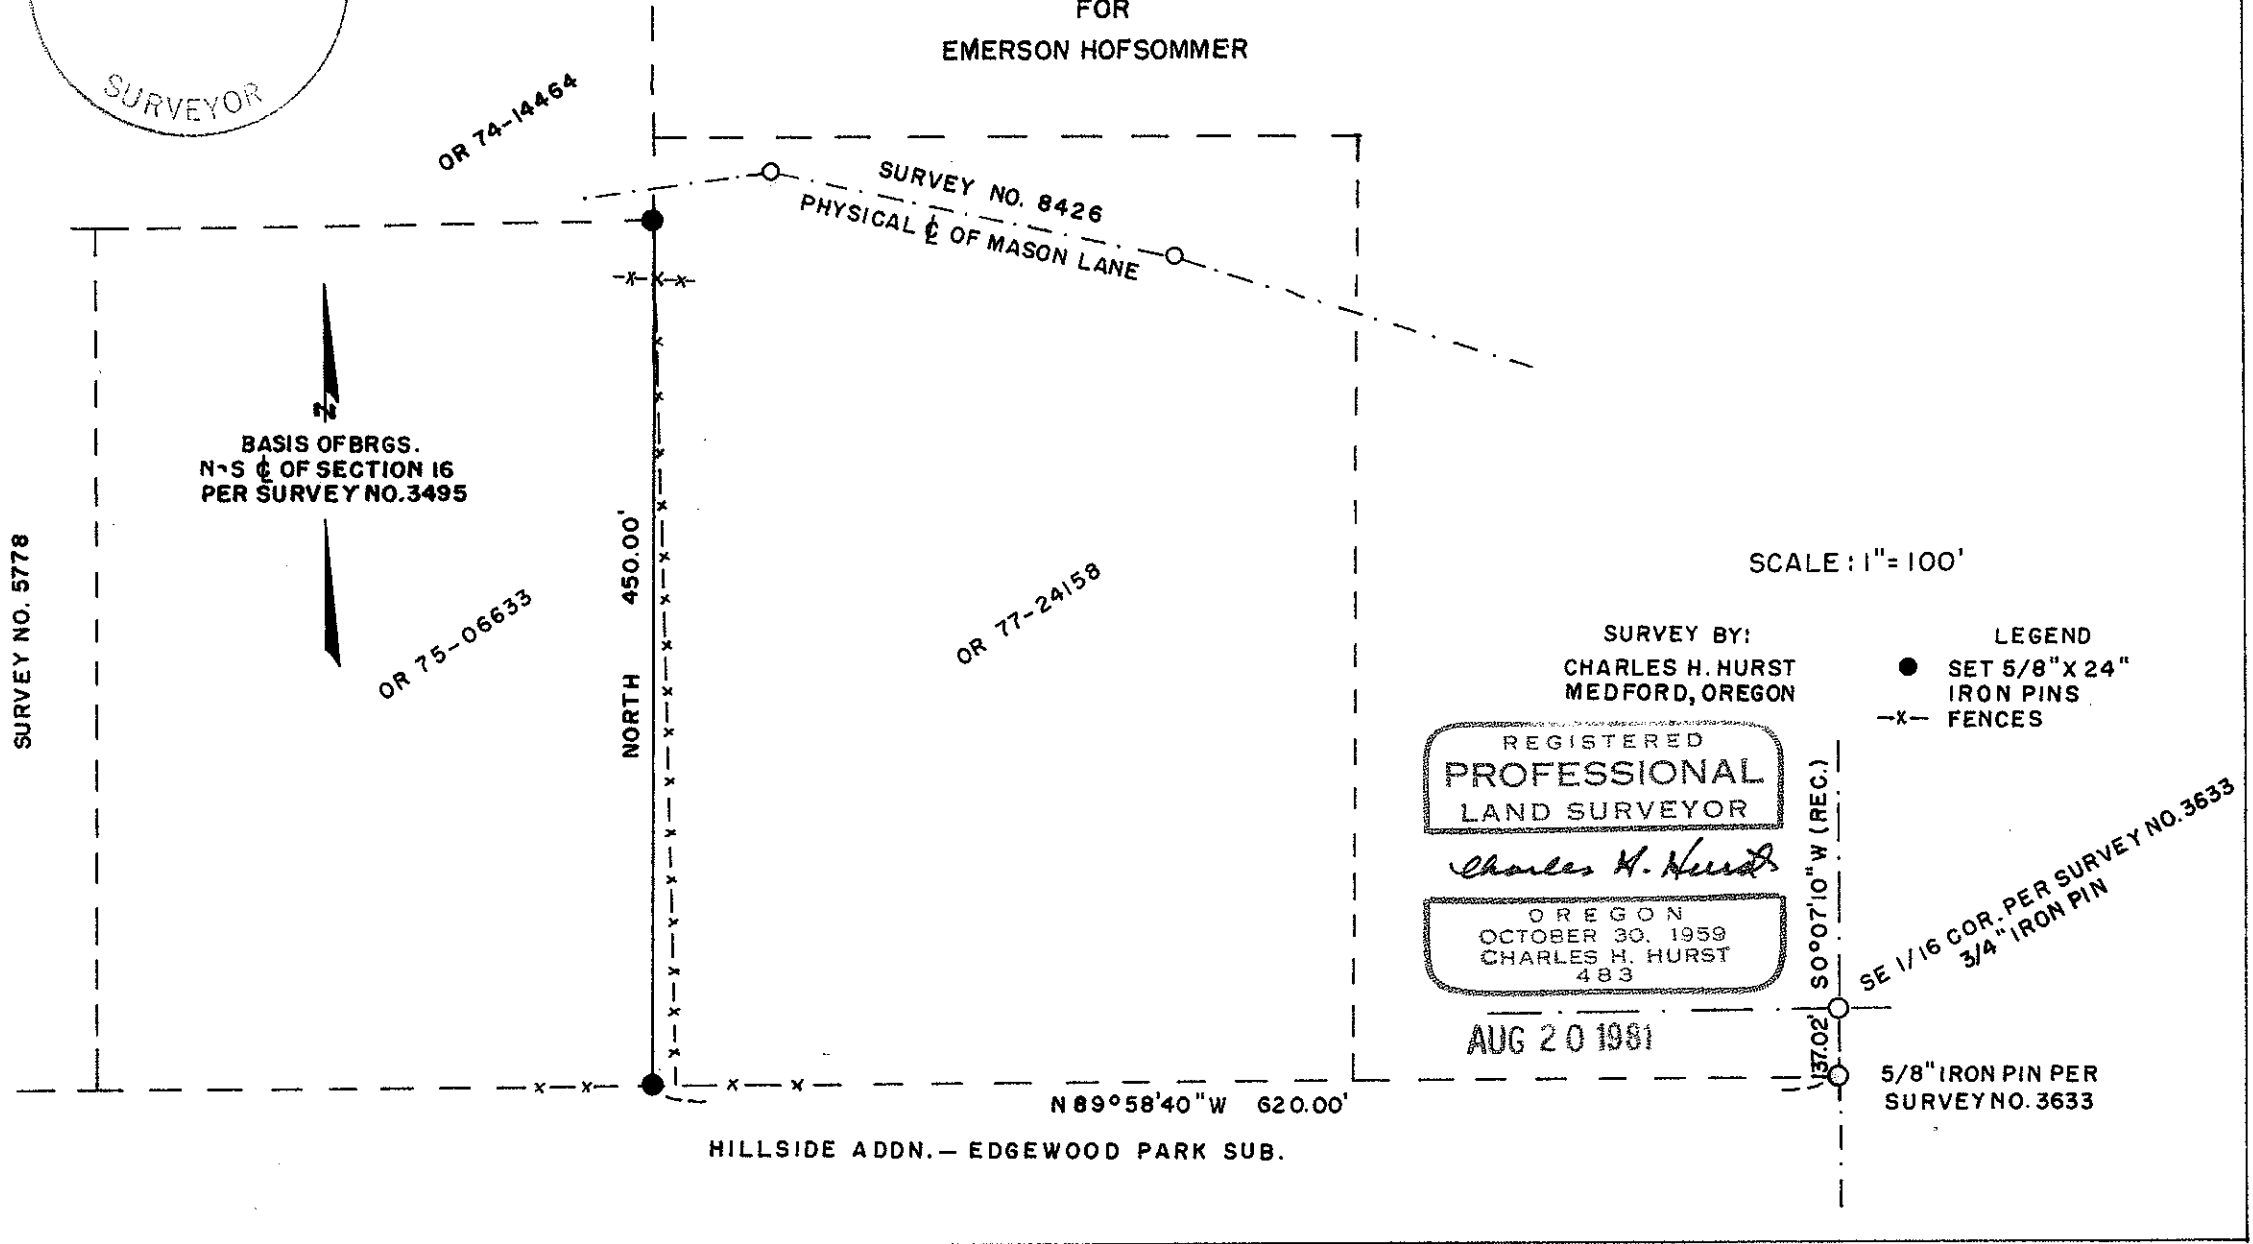 FOR
EMERSON HOFSOMMER
SURVEYOR
OR 74-14464
SURVEY NO. 8426
PHYSICAL ℄ OF MASON LANE
BASIS OF BRGS.
N-S ℄ OF SECTION 16
PER SURVEY NO. 3495
SURVEY NO. 5778
OR 75-06633
NORTH 450.00'
OR 77-24158
SCALE: 1"= 100'
SURVEY BY:
CHARLES H. HURST
MEDFORD, OREGON
LEGEND
SET 5/8" X 24"
IRON PINS
-x- FENCES
REGISTERED
PROFESSIONAL
LAND SURVEYOR
Charles H. Hurst
OREGON
OCTOBER 30, 1959
CHARLES H. HURST
483
AUG 20 1981
S0°07'10" W (REC.)
137.02'
SE 1/16 COR. PER SURVEY NO. 3633
3/4" IRON PIN
5/8" IRON PIN PER
SURVEY NO. 3633
N 89°58'40" W 620.00'
HILLSIDE ADDN. — EDGEWOOD PARK SUB.